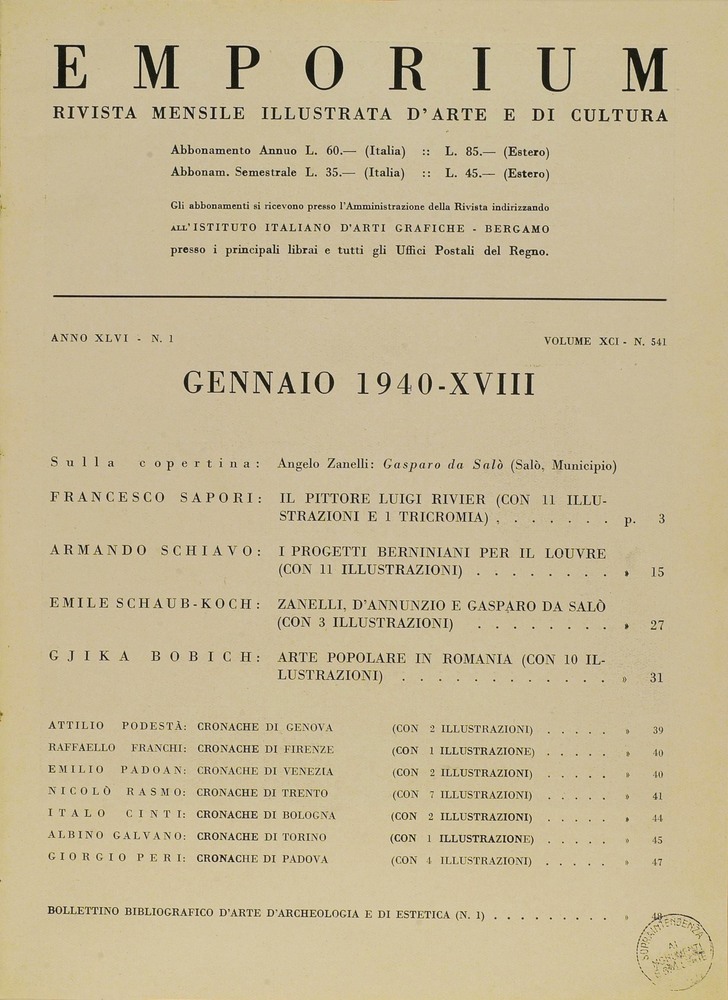 EMPORIUM
RIVISTA MENSILE ILLUSTRATA D'ARTE E DI CULTURA
Abbonamento Annuo L. 60.— (Italia) :: L. 85.— (Estero)
Abbonam. Semestrale L. 35.— (Italia) :: L. 45.— (Estero)
Gli abbonamenti si ricevono presso l'Amministrazione della Rivista indirizzando
ALL'ISTITUTO ITALIANO D'ARTI GRAFICHE - BERGAMO
presso i principali librai e tutti gli Uffici Postali del Regno.
ANNO XLVI - N. 1 VOLUME XCI - N. 541
GENNAIO 1940-XVIII
Sulla copertina: Angelo Zanelli: Gasparo da Salò (Salò, Municipio)
FRANCESCO SAPORI: IL PITTORE LUIGI RIVIER (CON 11 ILLU-
STRAZIONI E 1 TRICROMIA) . . . . . . . p. 3
ARMANDO SCHIAVO: I PROGETTI BERNINIANI PER IL LOUVRE
(CON 11 ILLUSTRAZIONI) . . . . . . . . » 15
EMILE SCHAUB-KOCH: ZANELLI, D'ANNUNZIO E GASPARO DA SALÒ
(CON 3 ILLUSTRAZIONI) . . . . . . . . » 27
GJIKA BOBICH: ARTE POPOLARE IN ROMANIA (CON 10 IL-
LUSTRAZIONI) . . . . . . . . . . . . » 31
ATTILIO PODESTÀ: CRONACHE DI GENOVA (CON 2 ILLUSTRAZIONI) . . . . . » 39
RAFFAELLO FRANCHI: CRONACHE DI FIRENZE (CON 1 ILLUSTRAZIONE) . . . . . » 40
EMILIO PADOAN: CRONACHE DI VENEZIA (CON 2 ILLUSTRAZIONI) . . . . . » 40
NICOLÒ RASMO: CRONACHE DI TRENTO (CON 7 ILLUSTRAZIONI) . . . . . » 41
ITALO CINTI: CRONACHE DI BOLOGNA (CON 2 ILLUSTRAZIONI) . . . . . » 44
ALBINO GALVANO: CRONACHE DI TORINO (CON 1 ILLUSTRAZIONE) . . . . . » 45
GIORGIO PERI: CRONACHE DI PADOVA (CON 4 ILLUSTRAZIONI) . . . . . » 47
BOLLETTINO BIBLIOGRAFICO D'ARTE D'ARCHEOLOGIA E DI ESTETICA (N. 1) . . . . . . . . . » 48